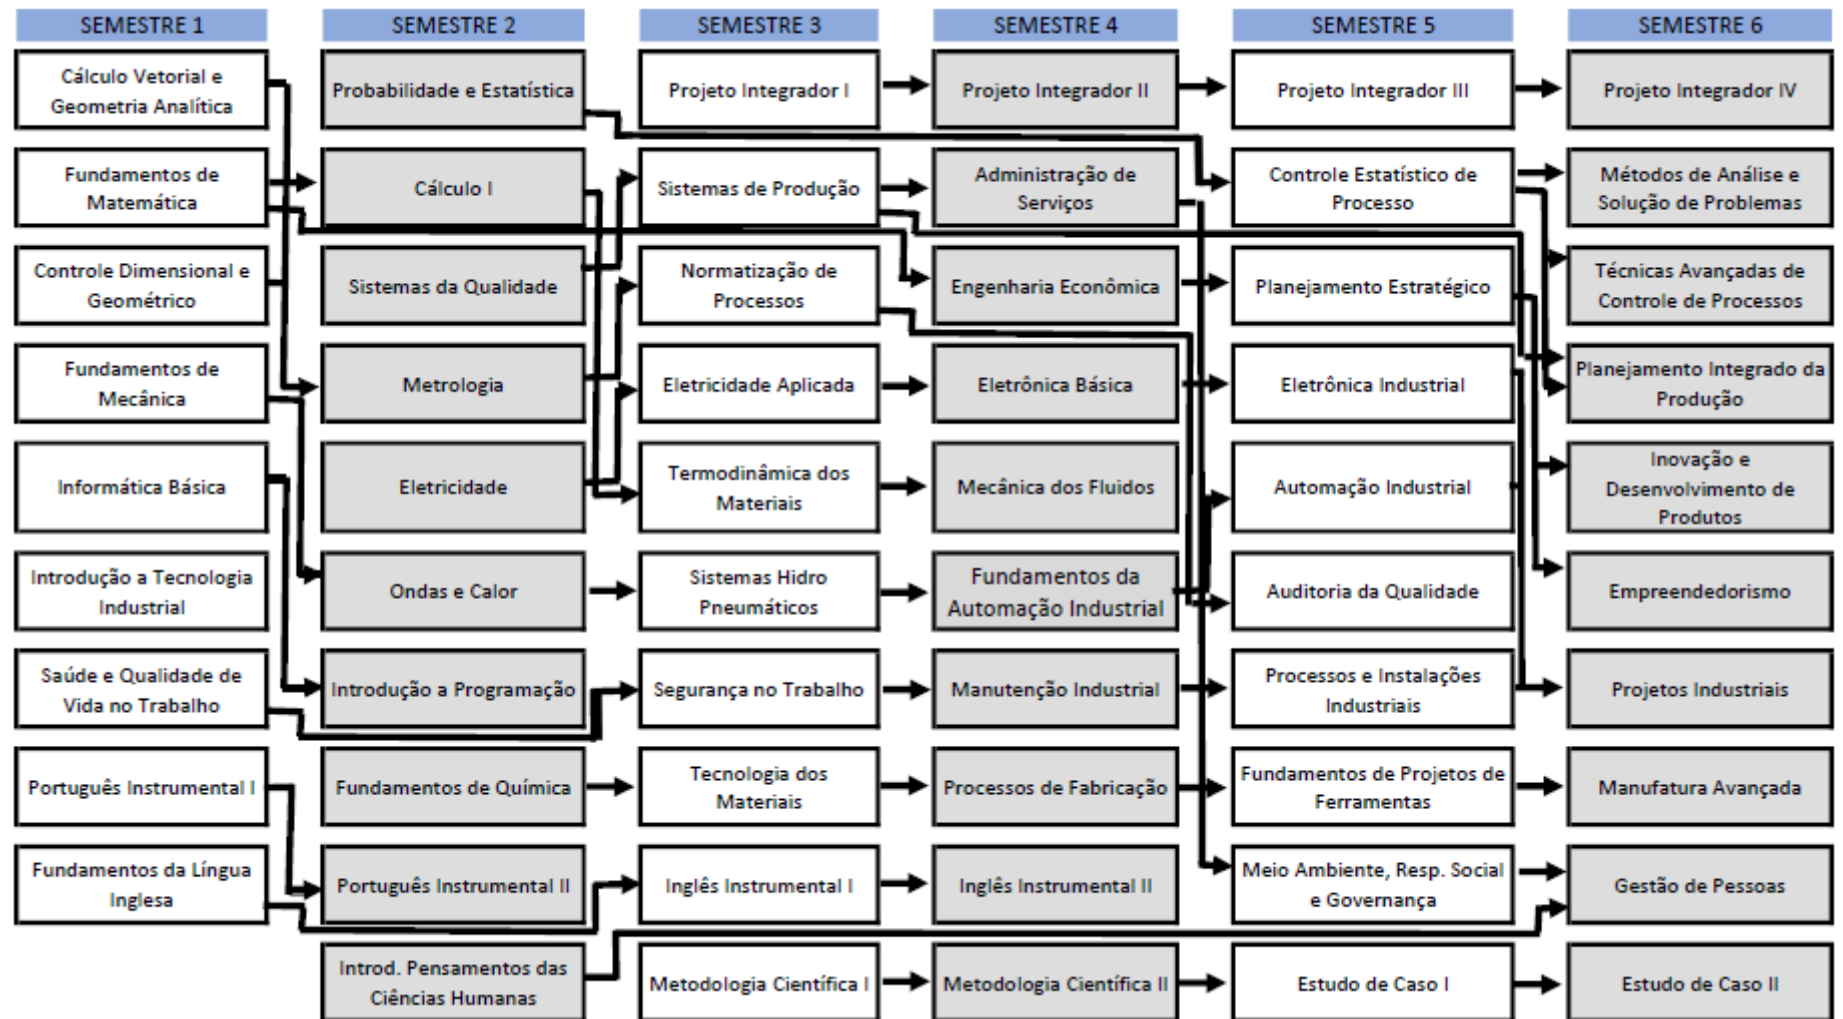 SEMESTRE 1
SEMESTRE 2
SEMESTRE 3
SEMESTRE 4
SEMESTRE 5
SEMESTRE 6
Cálculo Vetorial e
Geometria Analítica
Probabilidade e Estatística
Projeto Integrador I
Projeto Integrador II
Projeto Integrador III
Projeto Integrador IV
Fundamentos de
Matemática
Cálculo I
Sistemas de Produção
Administração de
Serviços
Controle Estatístico de
Processo
Métodos de Análise e
Solução de Problemas
Controle Dimensional e
Geométrico
Sistemas da Qualidade
Normatização de
Processos
Engenharia Econômica
Planejamento Estratégico
Técnicas Avançadas de
Controle de Processos
Fundamentos de
Mecânica
Metrologia
Eletricidade Aplicada
Eletrônica Básica
Eletrônica Industrial
Planejamento Integrado da
Produção
Informática Básica
Eletricidade
Termodinâmica dos
Materiais
Mecânica dos Fluidos
Automação Industrial
Inovação e
Desenvolvimento de
Produtos
Introdução a Tecnologia
Industrial
Ondas e Calor
Sistemas Hidro
Pneumáticos
Fundamentos da
Automação Industrial
Auditoria da Qualidade
Empreendedorismo
Saúde e Qualidade de
Vida no Trabalho
Introdução a Programação
Segurança no Trabalho
Manutenção Industrial
Processos e Instalações
Industriais
Projetos Industriais
Português Instrumental I
Fundamentos de Química
Tecnologia dos
Materiais
Processos de Fabricação
Fundamentos de Projetos de
Ferramentas
Manufatura Avançada
Fundamentos da Língua
Inglesa
Português Instrumental II
Inglês Instrumental I
Inglês Instrumental II
Meio Ambiente, Resp. Social
e Governança
Gestão de Pessoas
Introd. Pensamentos das
Ciências Humanas
Metodologia Científica I
Metodologia Científica II
Estudo de Caso I
Estudo de Caso II